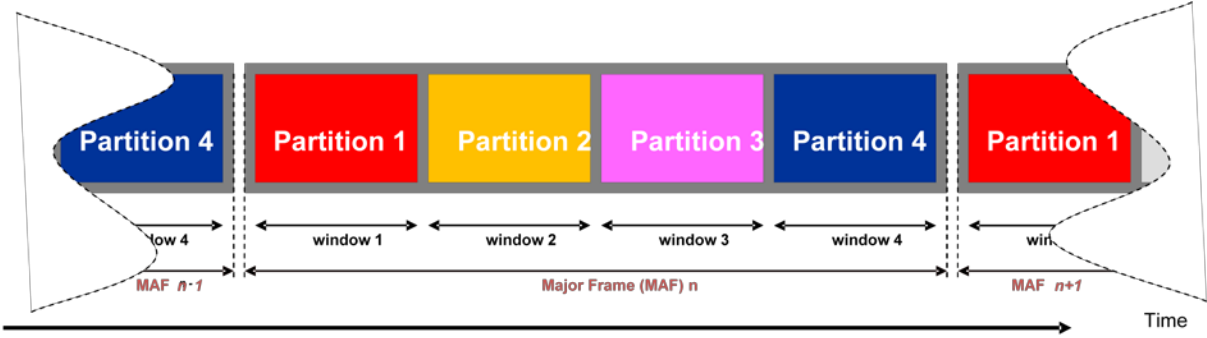 Partition 4 Partition 1 Partition 2 Partition 3 Partition 4 Partition 1
window 1 window 2 window 3 window 4
MAF n-1 Major Frame (MAF) n MAF n+1
Time